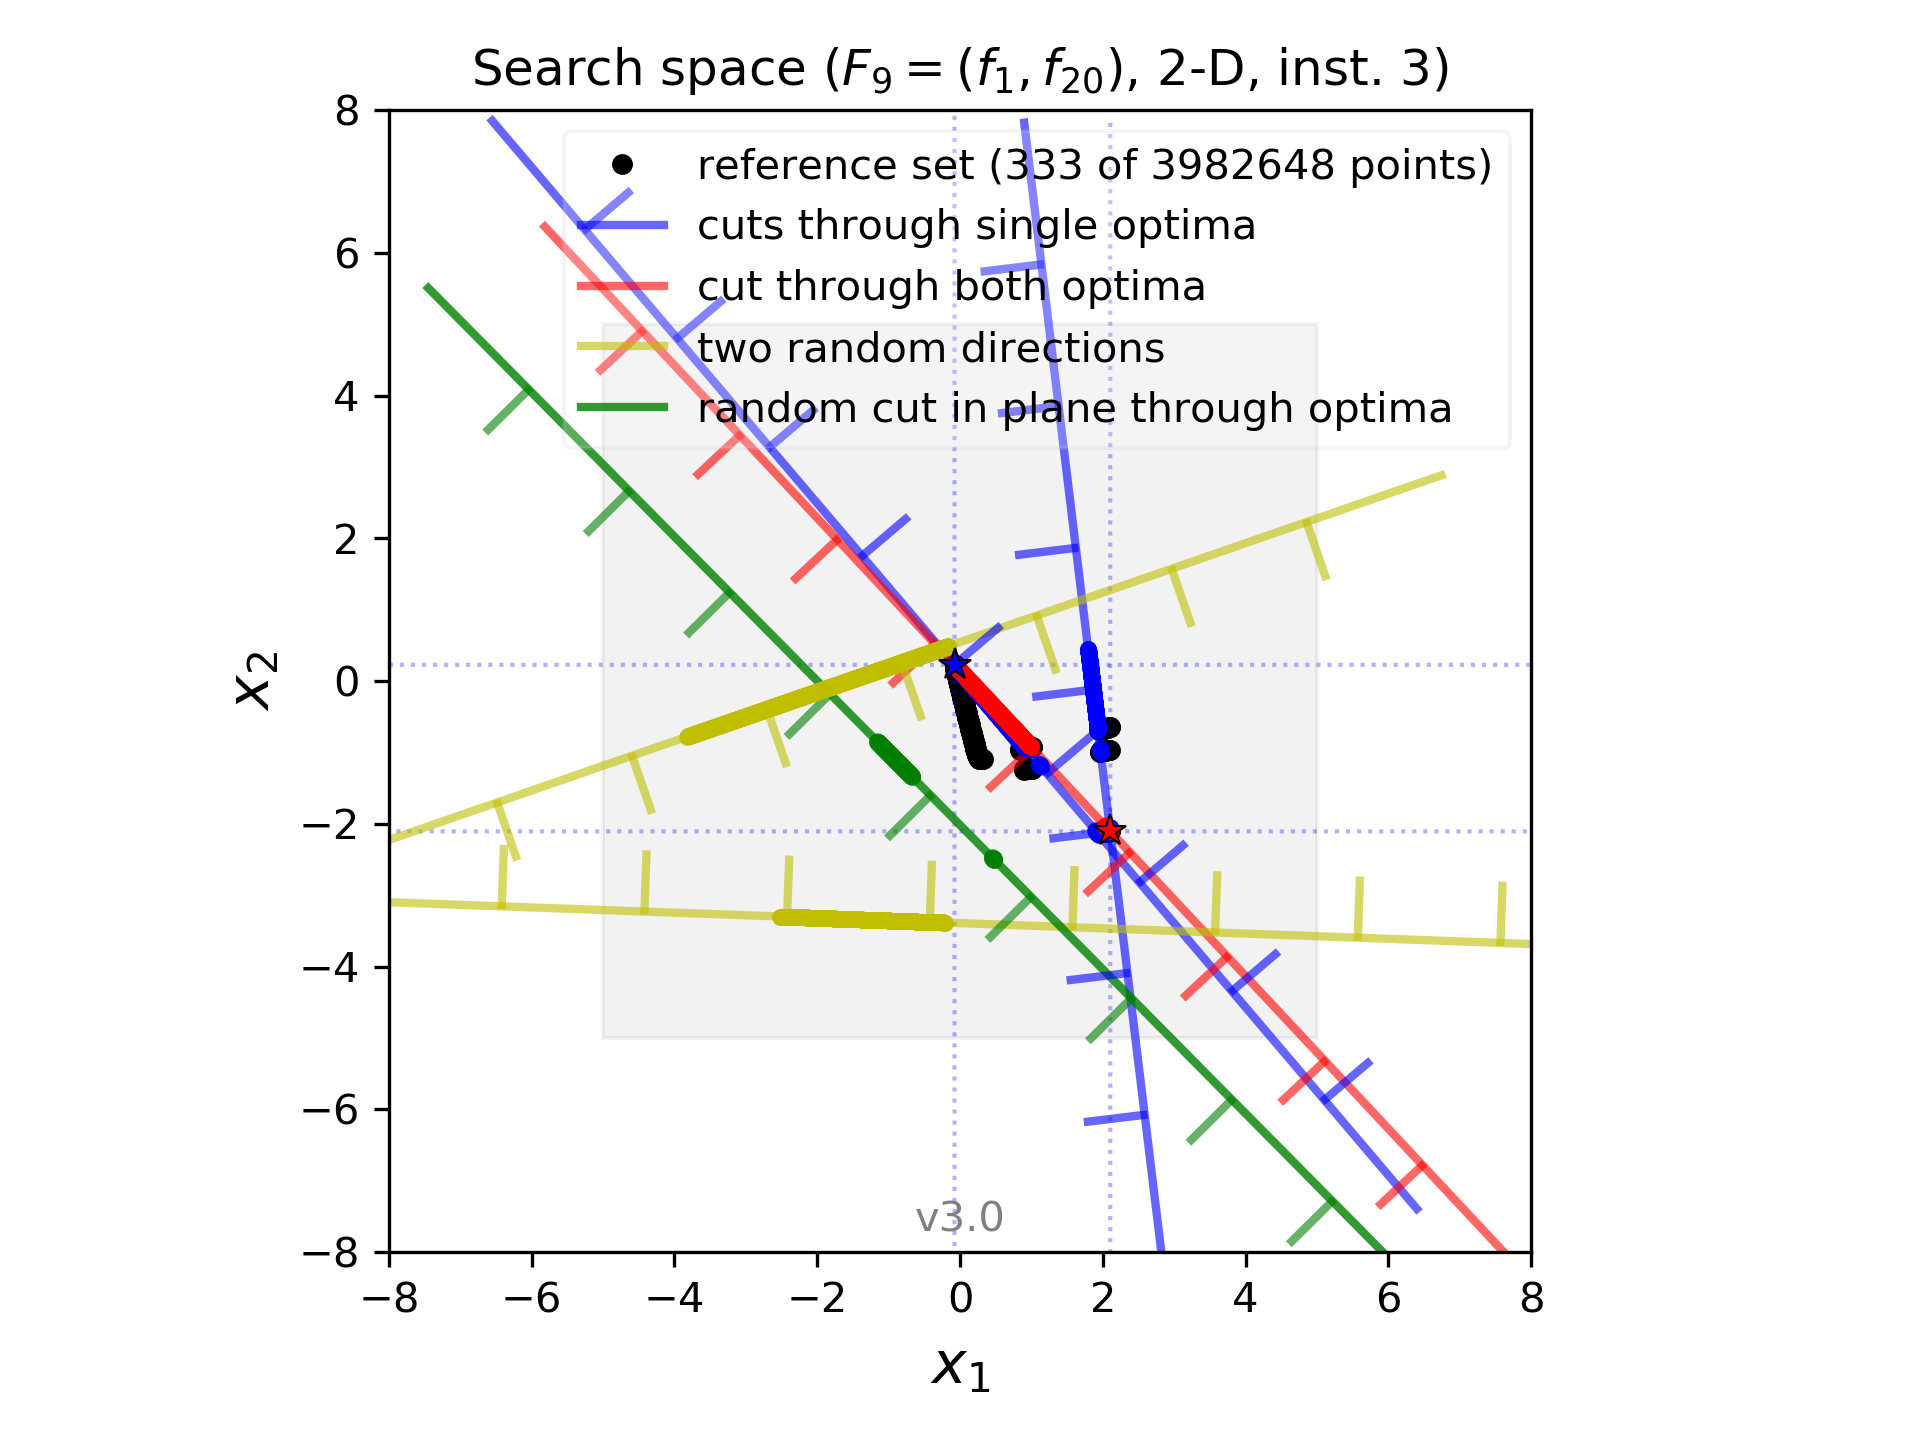 Search space (F₉ = (f₁, f₂₀), 2-D, inst. 3)
reference set (333 of 3982648 points)
cuts through single optima
cut through both optima
two random directions
random cut in plane through optima
8
6
4
2
0
−2
−4
−6
−8
x₂
v3.0
−8 −6 −4 −2 0 2 4 6 8
x₁